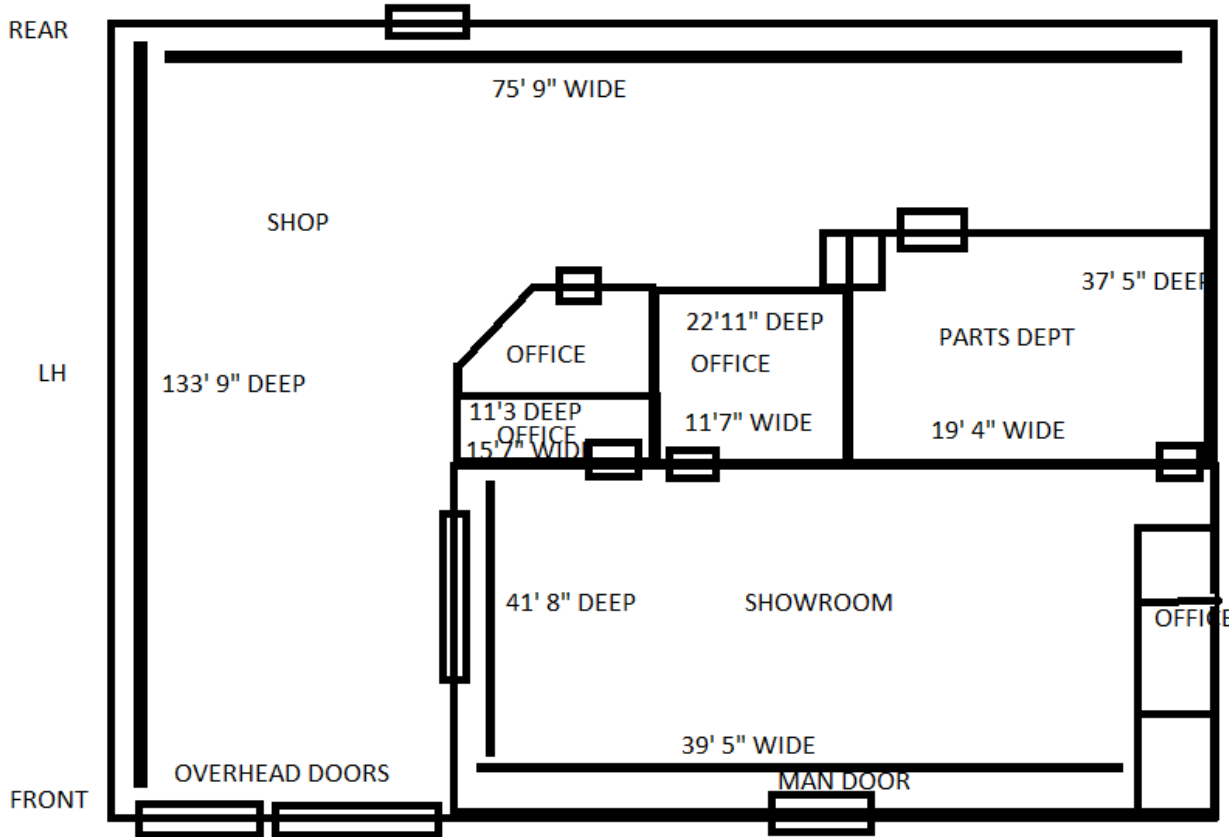 REAR
75' 9" WIDE
SHOP
37' 5" DEEP
22'11" DEEP
PARTS DEPT
OFFICE
OFFICE
LH
133' 9" DEEP
11'3 DEEP
11'7" WIDE
19' 4" WIDE
OFFICE
15'7" WIDE
41' 8" DEEP
SHOWROOM
OFFICE
39' 5" WIDE
OVERHEAD DOORS
MAN DOOR
FRONT